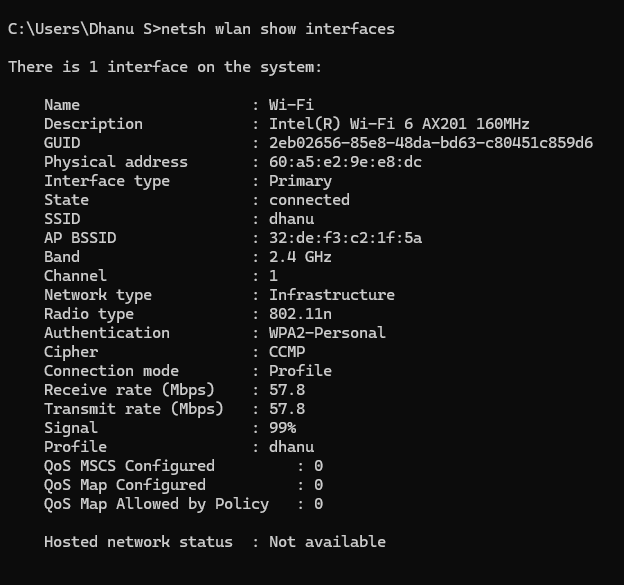 C:\Users\Dhanu S>netsh wlan show interfaces
There is 1 interface on the system:
Name : Wi-Fi
Description : Intel(R) Wi-Fi 6 AX201 160MHz
GUID : 2eb02656-85e8-48da-bd63-c80451c859d6
Physical address : 60:a5:e2:9e:e8:dc
Interface type : Primary
State : connected
SSID : dhanu
AP BSSID : 32:de:f3:c2:1f:5a
Band : 2.4 GHz
Channel : 1
Network type : Infrastructure
Radio type : 802.11n
Authentication : WPA2-Personal
Cipher : CCMP
Connection mode : Profile
Receive rate (Mbps) : 57.8
Transmit rate (Mbps) : 57.8
Signal : 99%
Profile : dhanu
QoS MSCS Configured : 0
QoS Map Configured : 0
QoS Map Allowed by Policy : 0
Hosted network status : Not available